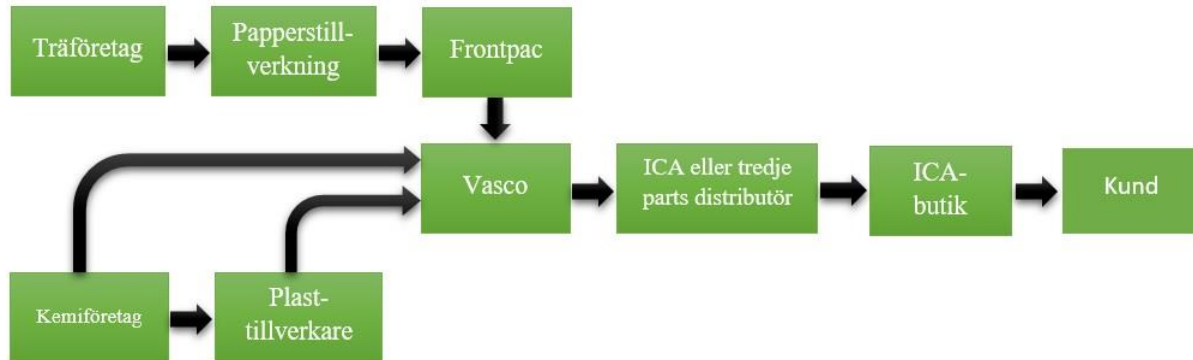 Träföretag
Papperstill-
verkning
Frontpac
Vasco
ICA eller tredje
parts distributör
ICA-
butik
Kund
Kemiföretag
Plast-
tillverkare